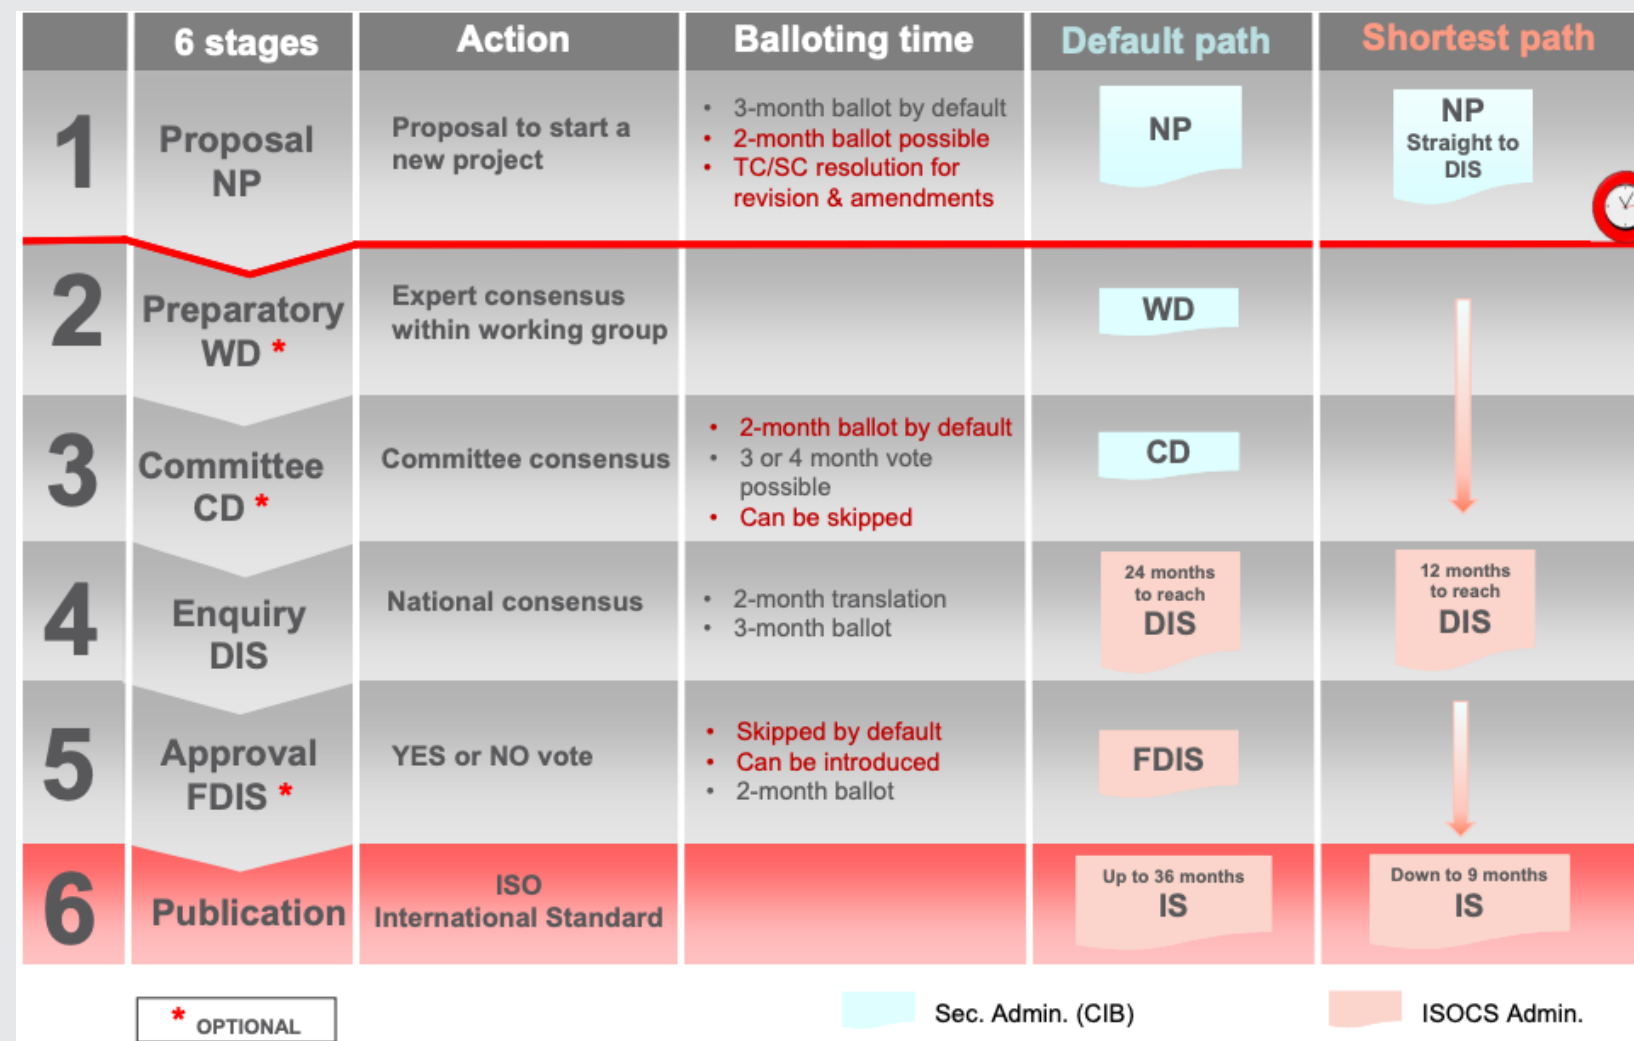 6 stages
Action
Balloting time
Default path
Shortest path
1
Proposal
NP
Proposal to start a
new project
• 3-month ballot by default
• 2-month ballot possible
• TC/SC resolution for
revision & amendments
NP
NP
Straight to
DIS
2
Preparatory
WD *
Expert consensus
within working group
WD
3
Committee
CD *
Committee consensus
• 2-month ballot by default
• 3 or 4 month vote
possible
• Can be skipped
CD
4
Enquiry
DIS
National consensus
• 2-month translation
• 3-month ballot
24 months
to reach
DIS
12 months
to reach
DIS
5
Approval
FDIS *
YES or NO vote
• Skipped by default
• Can be introduced
• 2-month ballot
FDIS
6
Publication
ISO
International Standard
Up to 36 months
IS
Down to 9 months
IS
* OPTIONAL
Sec. Admin. (CIB)
ISOCS Admin.